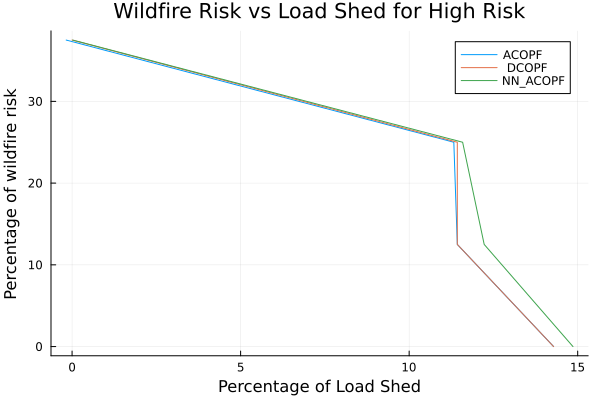 Wildfire Risk vs Load Shed for High Risk
ACOPF
DCOPF
NN_ACOPF
Percentage of wildfire risk
30
20
10
0
0 5 10 15
Percentage of Load Shed